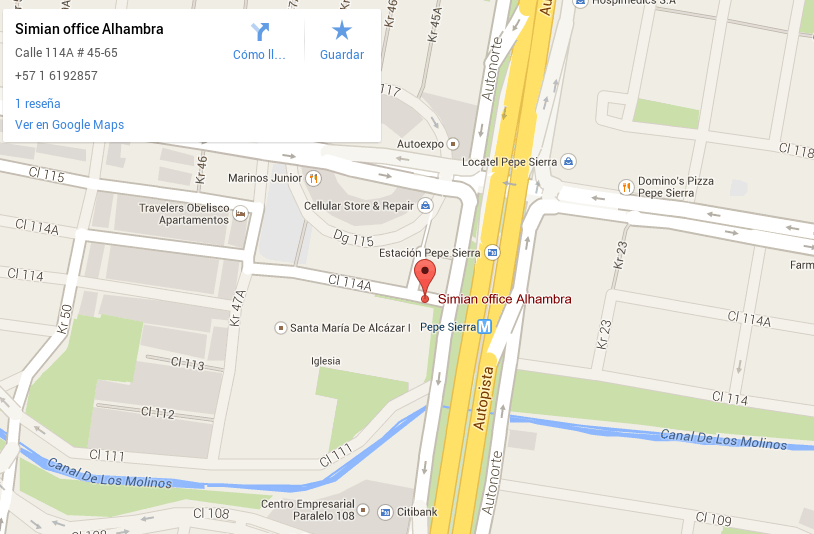 Simian office Alhambra
Calle 114A # 45-65
+57 1 6192857
1 reseña
Ver en Google Maps
Cómo ll...
Guardar
Kr 46
Kr 45A
Autonorte
Au
Hospimedics S.A
117
Autoexpo
Locatel Pepe Sierra
Cl 118
Cl 115
Kr 46
Marinos Junior
Domino's Pizza
Pepe Sierra
Travelers Obelisco
Apartamentos
Cellular Store & Repair
Cl 114A
Dg 115
Estación Pepe Sierra
Kr 23
Farm
Cl 114
Cl 114A
Simian office Alhambra
Kr 50
Kr 47A
Santa María De Alcázar I
Pepe Sierra
M
Kr 23
Cl 114A
Iglesia
Cl 113
Autopista
Cl 114
Cl 112
Cl 111
Cl 111
Canal De Los Molinos
Canal De Los Molinos
Autonorte
Centro Empresarial
Paralelo 108
Citibank
Cl 108
Cl 108
Cl 109